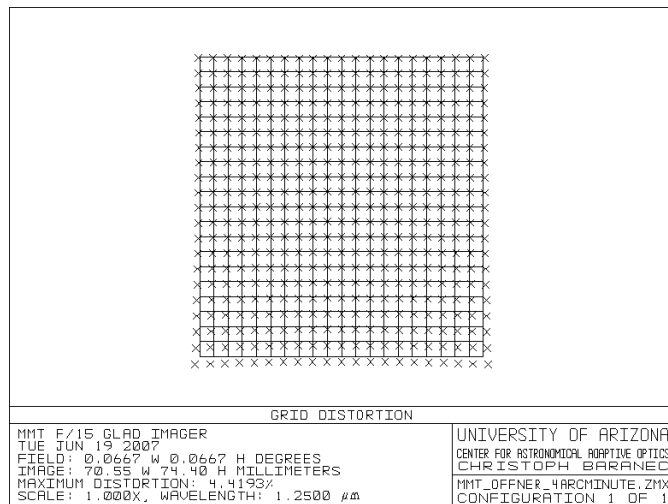 GRID DISTORTION
MMT F/15 GLAD IMAGER
TUE JUN 19 2007
FIELD: 0.0667 W 0.0667 H DEGREES
IMAGE: 70.55 W 74.40 H MILLIMETERS
MAXIMUM DISTORTION: 4.4193%
SCALE: 1.000X, WAVELENGTH: 1.2500 µm
UNIVERSITY OF ARIZONA
CENTER FOR ASTRONOMICAL ADAPTIVE OPTICS
CHRISTOPH BARANEC
MMT_OFFNER_4ARCMINUTE.ZMX
CONFIGURATION 1 OF 1